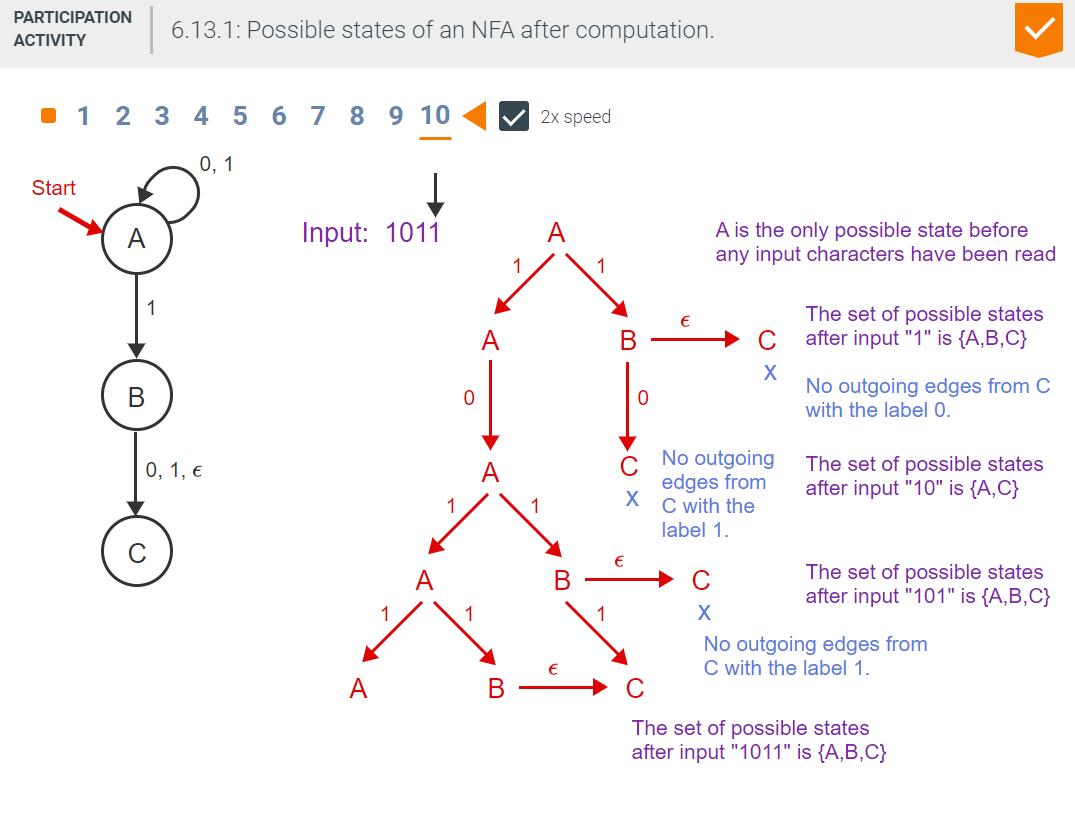 PARTICIPATION
ACTIVITY
6.13.1: Possible states of an NFA after computation.
1 2 3 4 5 6 7 8 9 10 2x speed
Start
0, 1
A
1
B
0, 1, ϵ
C
Input: 1011
A
A is the only possible state before
any input characters have been read
1 1
A B ϵ C
The set of possible states
after input "1" is {A,B,C}
x
No outgoing edges from C
with the label 0.
0 0
A C
x
No outgoing
edges from
C with the
label 1.
The set of possible states
after input "10" is {A,C}
1 1
A B ϵ C
x
The set of possible states
after input "101" is {A,B,C}
No outgoing edges from
C with the label 1.
1 1 1
A B ϵ C
The set of possible states
after input "1011" is {A,B,C}